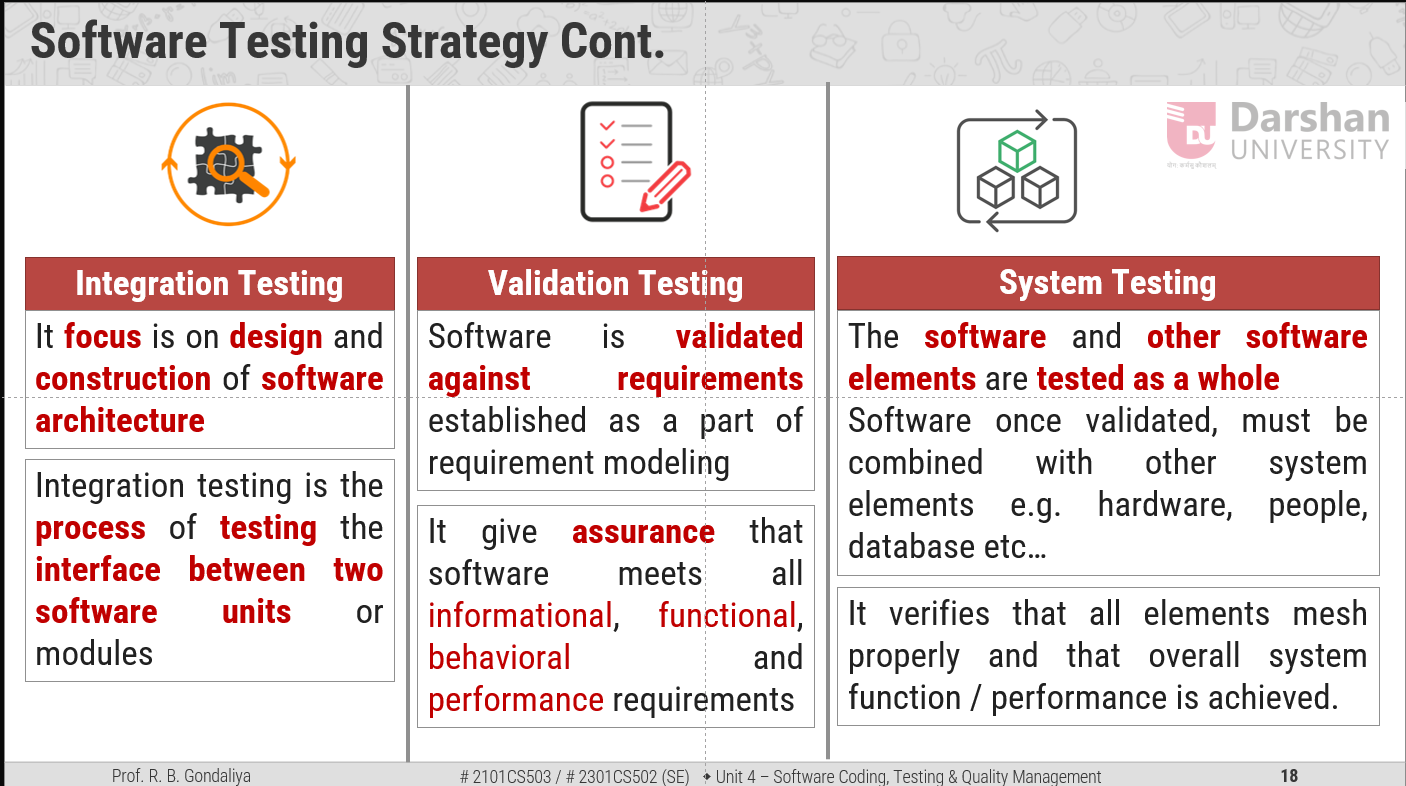 Software Testing Strategy Cont.
Darshan
UNIVERSITY
DU
Integration Testing
It focus is on design and
construction of software
architecture
Integration testing is the
process of testing the
interface between two
software units or
modules
Validation Testing
Software is validated
against requirements
established as a part of
requirement modeling
It give assurance that
software meets all
informational, functional,
behavioral and
performance requirements
System Testing
The software and other software
elements are tested as a whole
Software once validated, must be
combined with other system
elements e.g. hardware, people,
database etc…
It verifies that all elements mesh
properly and that overall system
function / performance is achieved.
Prof. R. B. Gondaliya
# 2101CS503 / # 2301CS502 (SE) ⬥ Unit 4 – Software Coding, Testing & Quality Management
18